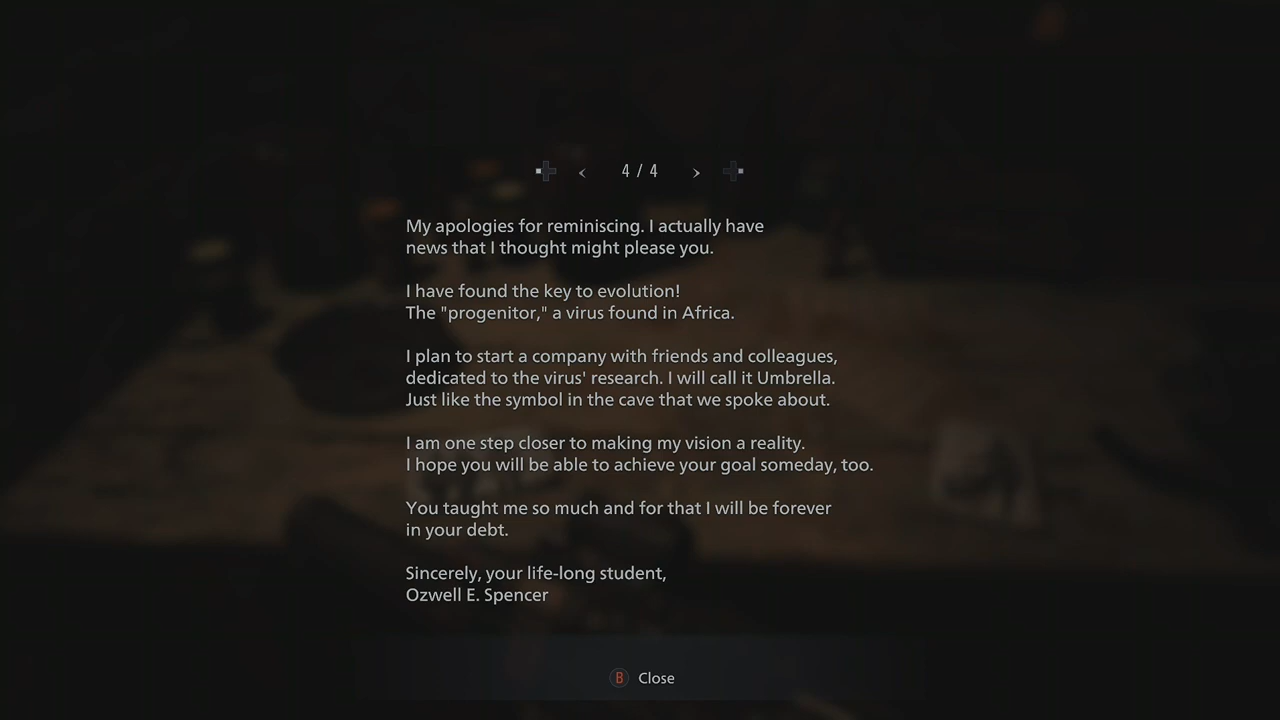 4 / 4
My apologies for reminiscing. I actually have
news that I thought might please you.
I have found the key to evolution!
The "progenitor," a virus found in Africa.
I plan to start a company with friends and colleagues,
dedicated to the virus' research. I will call it Umbrella.
Just like the symbol in the cave that we spoke about.
I am one step closer to making my vision a reality.
I hope you will be able to achieve your goal someday, too.
You taught me so much and for that I will be forever
in your debt.
Sincerely, your life-long student,
Ozwell E. Spencer
B Close